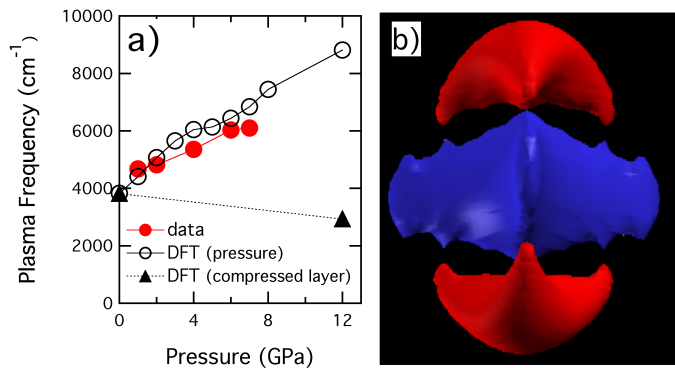 a)
b)
10000
8000
6000
4000
2000
0
Plasma Frequency (cm⁻¹)
data
DFT (pressure)
DFT (compressed layer)
0 4 8 12
Pressure (GPa)